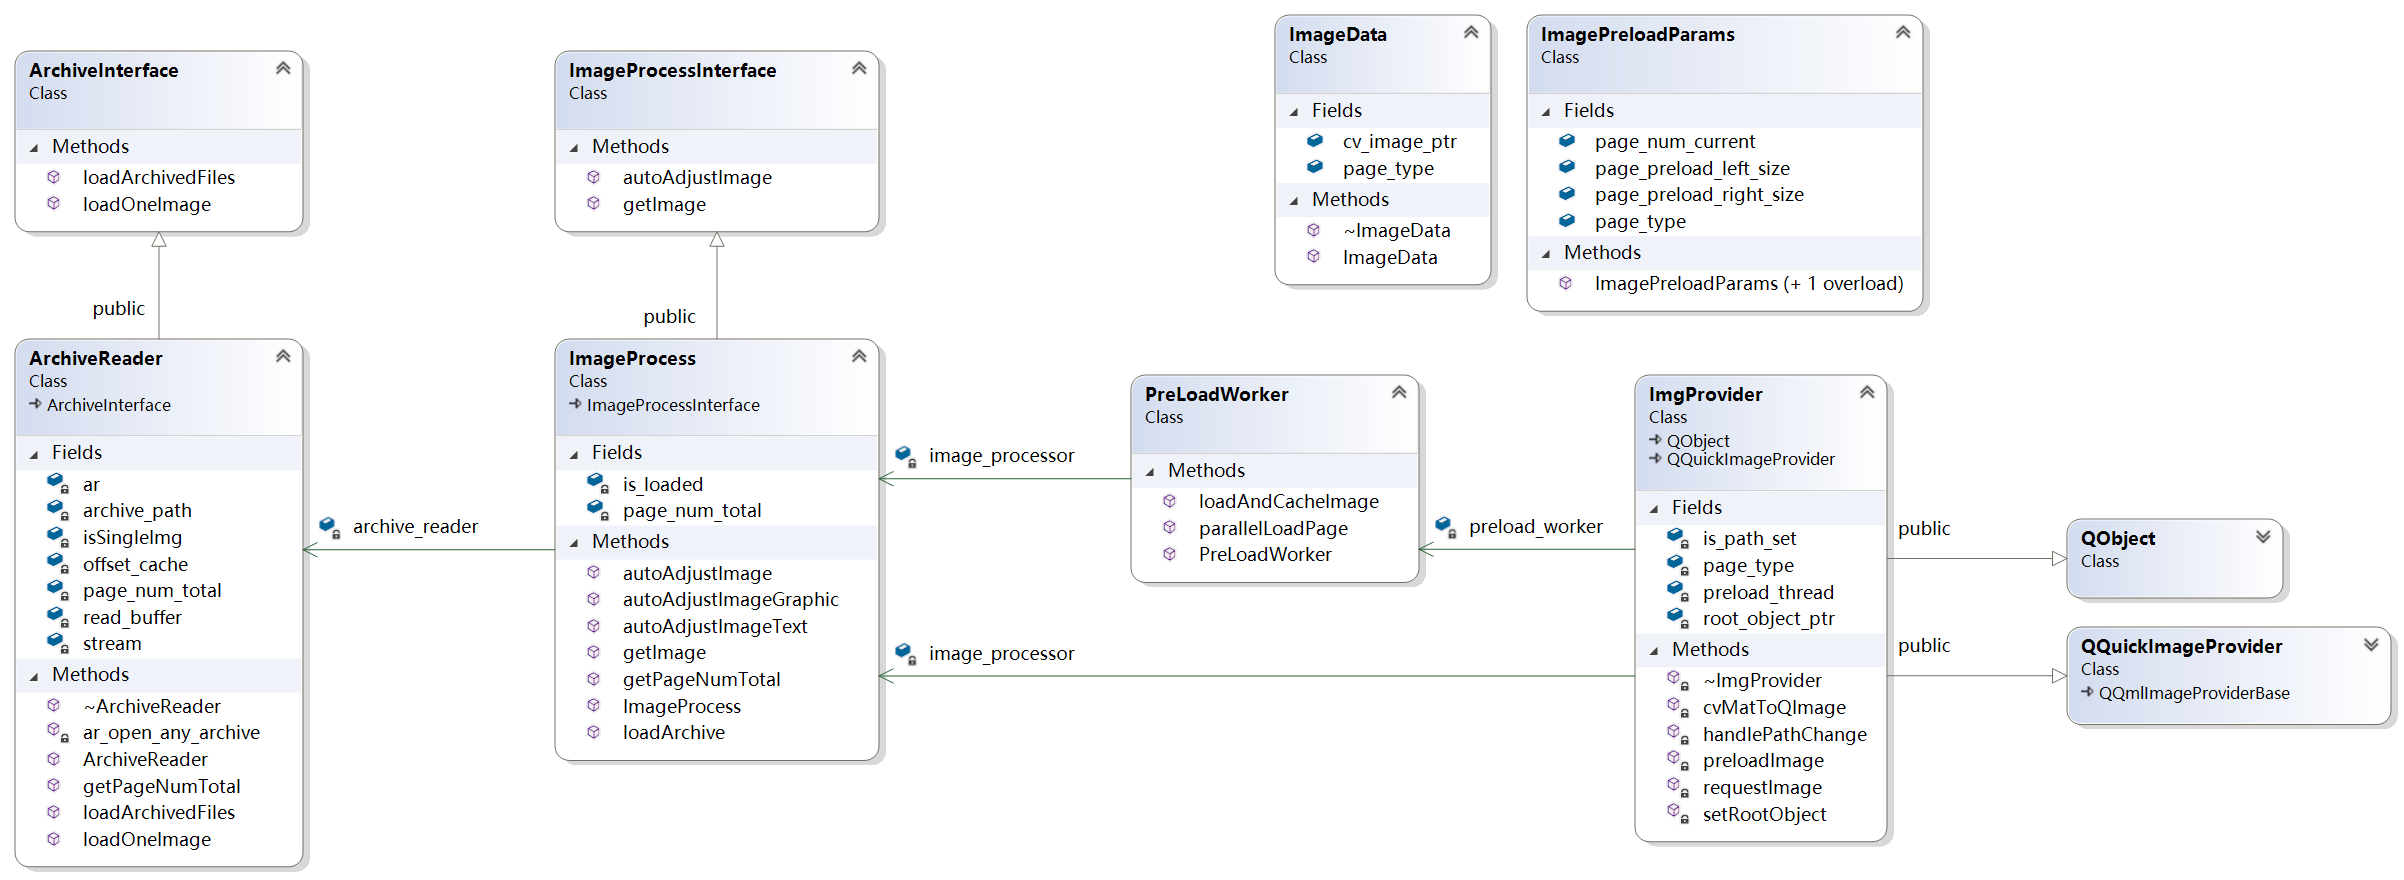 ArchiveInterface
Class
Methods
loadArchivedFiles
loadOneImage
ImageProcessInterface
Class
Methods
autoAdjustImage
getImage
ImageData
Class
Fields
cv_image_ptr
page_type
Methods
~ImageData
ImageData
ImagePreloadParams
Class
Fields
page_num_current
page_preload_left_size
page_preload_right_size
page_type
Methods
ImagePreloadParams (+ 1 overload)
public
public
ArchiveReader
Class
ArchiveInterface
Fields
ar
archive_path
isSingleImg
offset_cache
page_num_total
read_buffer
stream
Methods
~ArchiveReader
ar_open_any_archive
ArchiveReader
getPageNumTotal
loadArchivedFiles
loadOneImage
archive_reader
ImageProcess
Class
ImageProcessInterface
Fields
is_loaded
page_num_total
Methods
autoAdjustImage
autoAdjustImageGraphic
autoAdjustImageText
getImage
getPageNumTotal
ImageProcess
loadArchive
image_processor
image_processor
PreLoadWorker
Class
Methods
loadAndCacheImage
parallelLoadPage
PreLoadWorker
preload_worker
ImgProvider
Class
QObject
QQuickImageProvider
Fields
is_path_set
page_type
preload_thread
root_object_ptr
Methods
~ImgProvider
cvMatToQImage
handlePathChange
preloadImage
requestImage
setRootObject
public
public
QObject
Class
QQuickImageProvider
Class
QQmlImageProviderBase